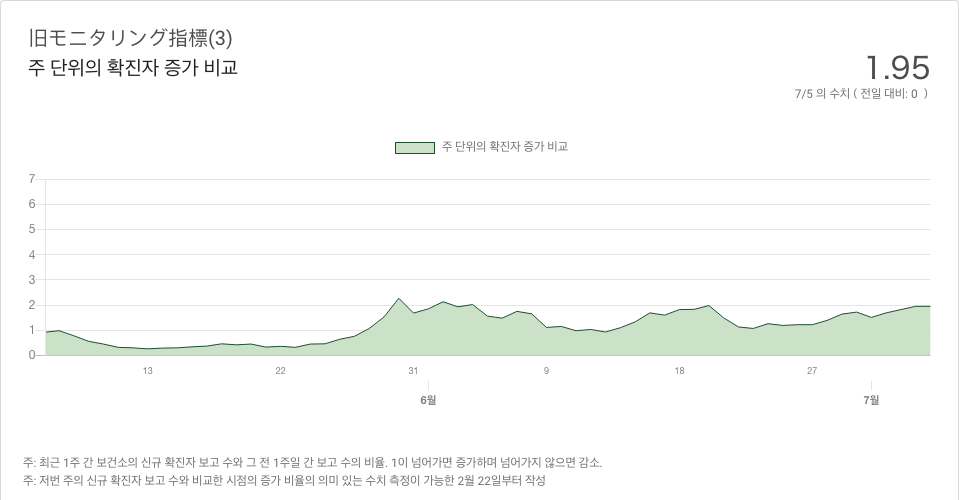 旧モニタリング指標(3)
주 단위의 확진자 증가 비교
1.95
7/5 의 수치 ( 전일 대비: 0 )
주 단위의 확진자 증가 비교
7
6
5
4
3
2
1
0
13 22 31 9 18 27
6월 7월
주: 최근 1주 간 보건소의 신규 확진자 보고 수와 그 전 1주일 간 보고 수의 비율. 1이 넘어가면 증가하며 넘어가지 않으면 감소.
주: 저번 주의 신규 확진자 보고 수와 비교한 시점의 증가 비율의 의미 있는 수치 측정이 가능한 2월 22일부터 작성